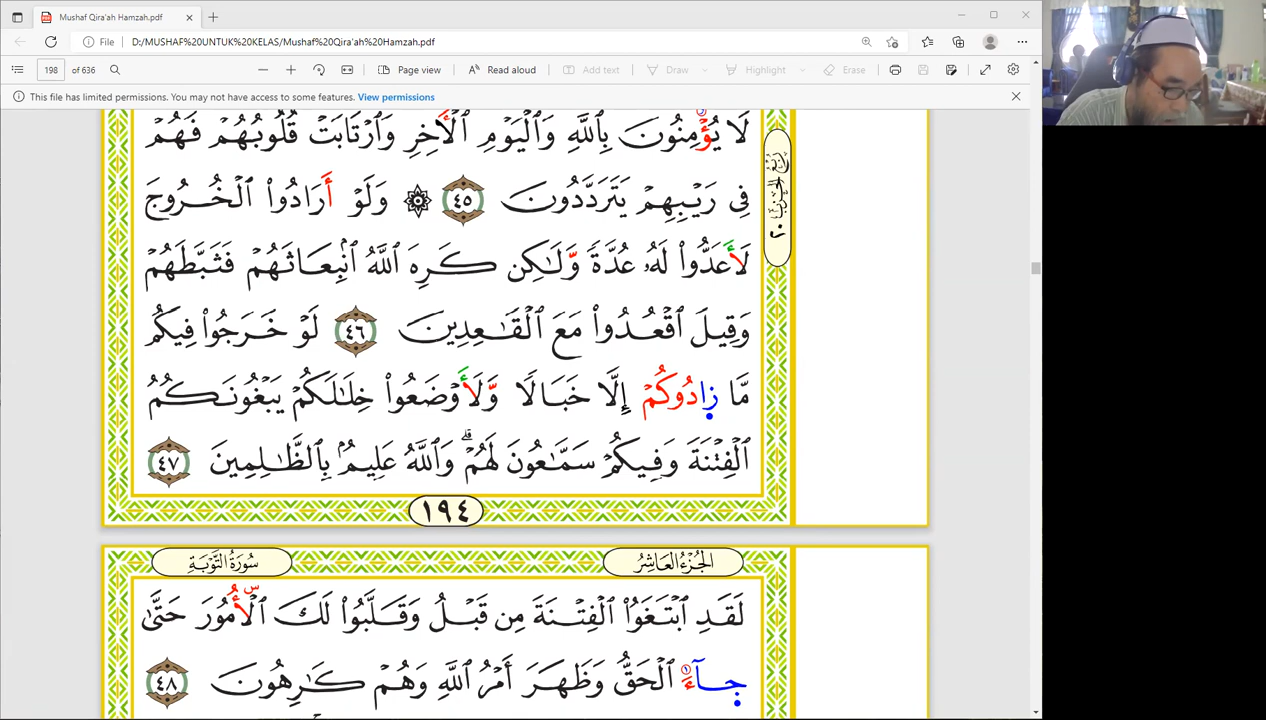 Mushaf Qira'ah Hamzah.pdf
File D:/MUSHAF%20UNTUK%20KELAS/Mushaf%20Qira'ah%20Hamzah.pdf
198 of 636 Page view Read aloud Add text Draw Highlight Erase
This file has limited permissions. You may not have access to some features. View permissions
لَا يُؤْمِنُونَ بِٱللَّهِ وَٱلْيَوْمِ ٱلْأَخِرِ وَٱرْتَابَتْ قُلُوبُهُمْ فَهُمْ
فِى رَيْبِهِمْ يَتَرَدَّدُونَ ٤٥ ۞ وَلَوْ أَرَادُوا۟ ٱلْخُرُوجَ
لَأَعَدُّوا۟ لَهُۥ عُدَّةً وَّلَٰكِن كَرِهَ ٱللَّهُ ٱنۢبِعَاثَهُمْ فَثَبَّطَهُمْ
وَقِيلَ ٱقْعُدُوا۟ مَعَ ٱلْقَٰعِدِينَ ٤٦ لَوْ خَرَجُوا۟ فِيكُم
مَّا زَادُوكُمْ إِلَّا خَبَالًا وَّلَأَوْضَعُوا۟ خِلَٰلَكُمْ يَبْغُونَكُمُ
ٱلْفِتْنَةَ وَفِيكُمْ سَمَّٰعُونَ لَهُمْ ۗ وَٱللَّهُ عَلِيمٌۢ بِٱلظَّٰلِمِينَ ٤٧
١٩٤
الجُزْءُ العَاشِرُ سُورَةُ التَّوْبَةِ
لَقَدِ ٱبْتَغَوُا۟ ٱلْفِتْنَةَ مِن قَبْلُ وَقَلَّبُوا۟ لَكَ ٱلْأُمُورَ حَتَّىٰ
جَآءَ ٱلْحَقُّ وَظَهَرَ أَمْرُ ٱللَّهِ وَهُمْ كَٰرِهُونَ ٤٨